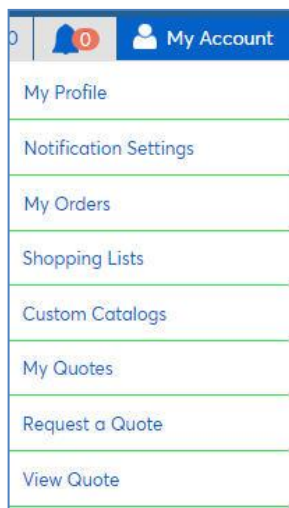 0 0 My Account
My Profile
Notification Settings
My Orders
Shopping Lists
Custom Catalogs
My Quotes
Request a Quote
View Quote